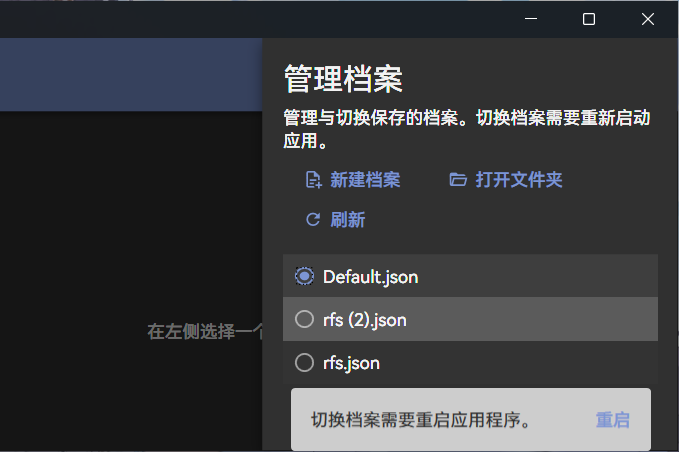 管理档案
管理与切换保存的档案。切换档案需要重新启动
应用。
新建档案
打开文件夹
刷新
Default.json
在左侧选择一个
rfs (2).json
rfs.json
切换档案需要重启应用程序。
重启